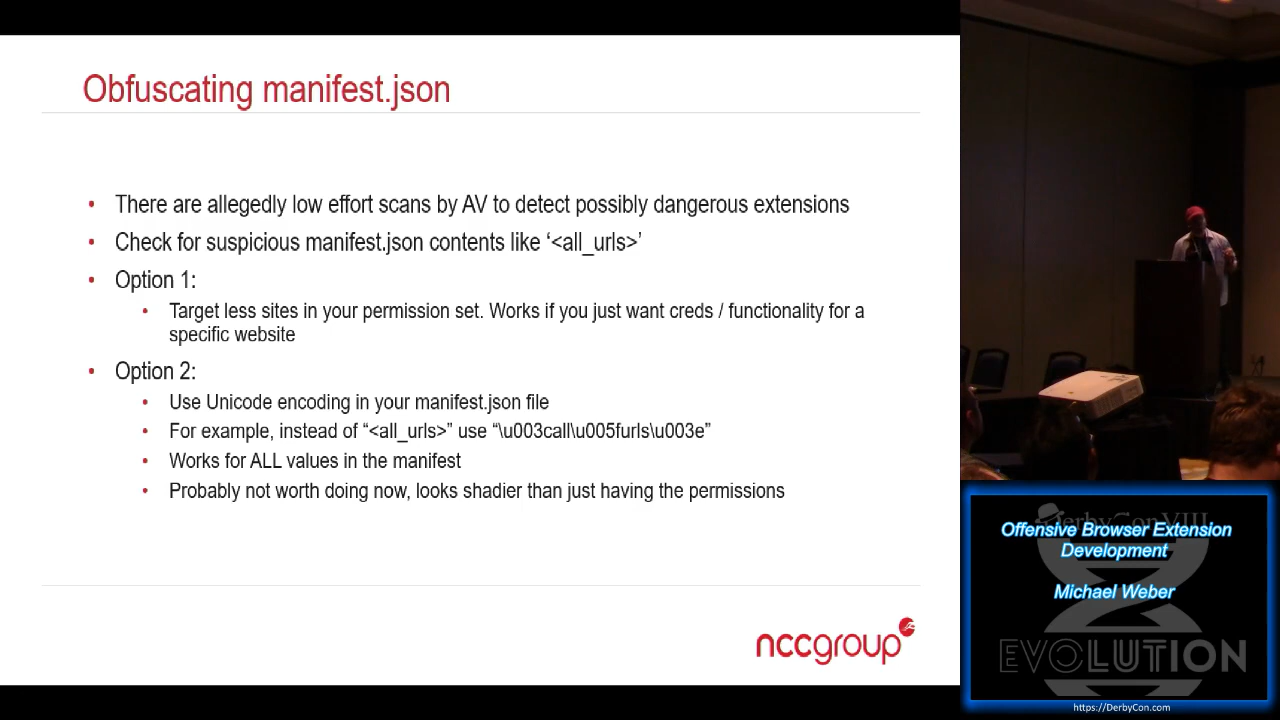 Obfuscating manifest.json
• There are allegedly low effort scans by AV to detect possibly dangerous extensions
• Check for suspicious manifest.json contents like ‘<all_urls>’
• Option 1:
• Target less sites in your permission set. Works if you just want creds / functionality for a
specific website
• Option 2:
• Use Unicode encoding in your manifest.json file
• For example, instead of “<all_urls>” use “\u003call\u005furls\u003e”
• Works for ALL values in the manifest
• Probably not worth doing now, looks shadier than just having the permissions
nccgroup
DerbyCon VIII
Offensive Browser Extension
Development
Michael Weber
EVOLUTION
https://DerbyCon.com